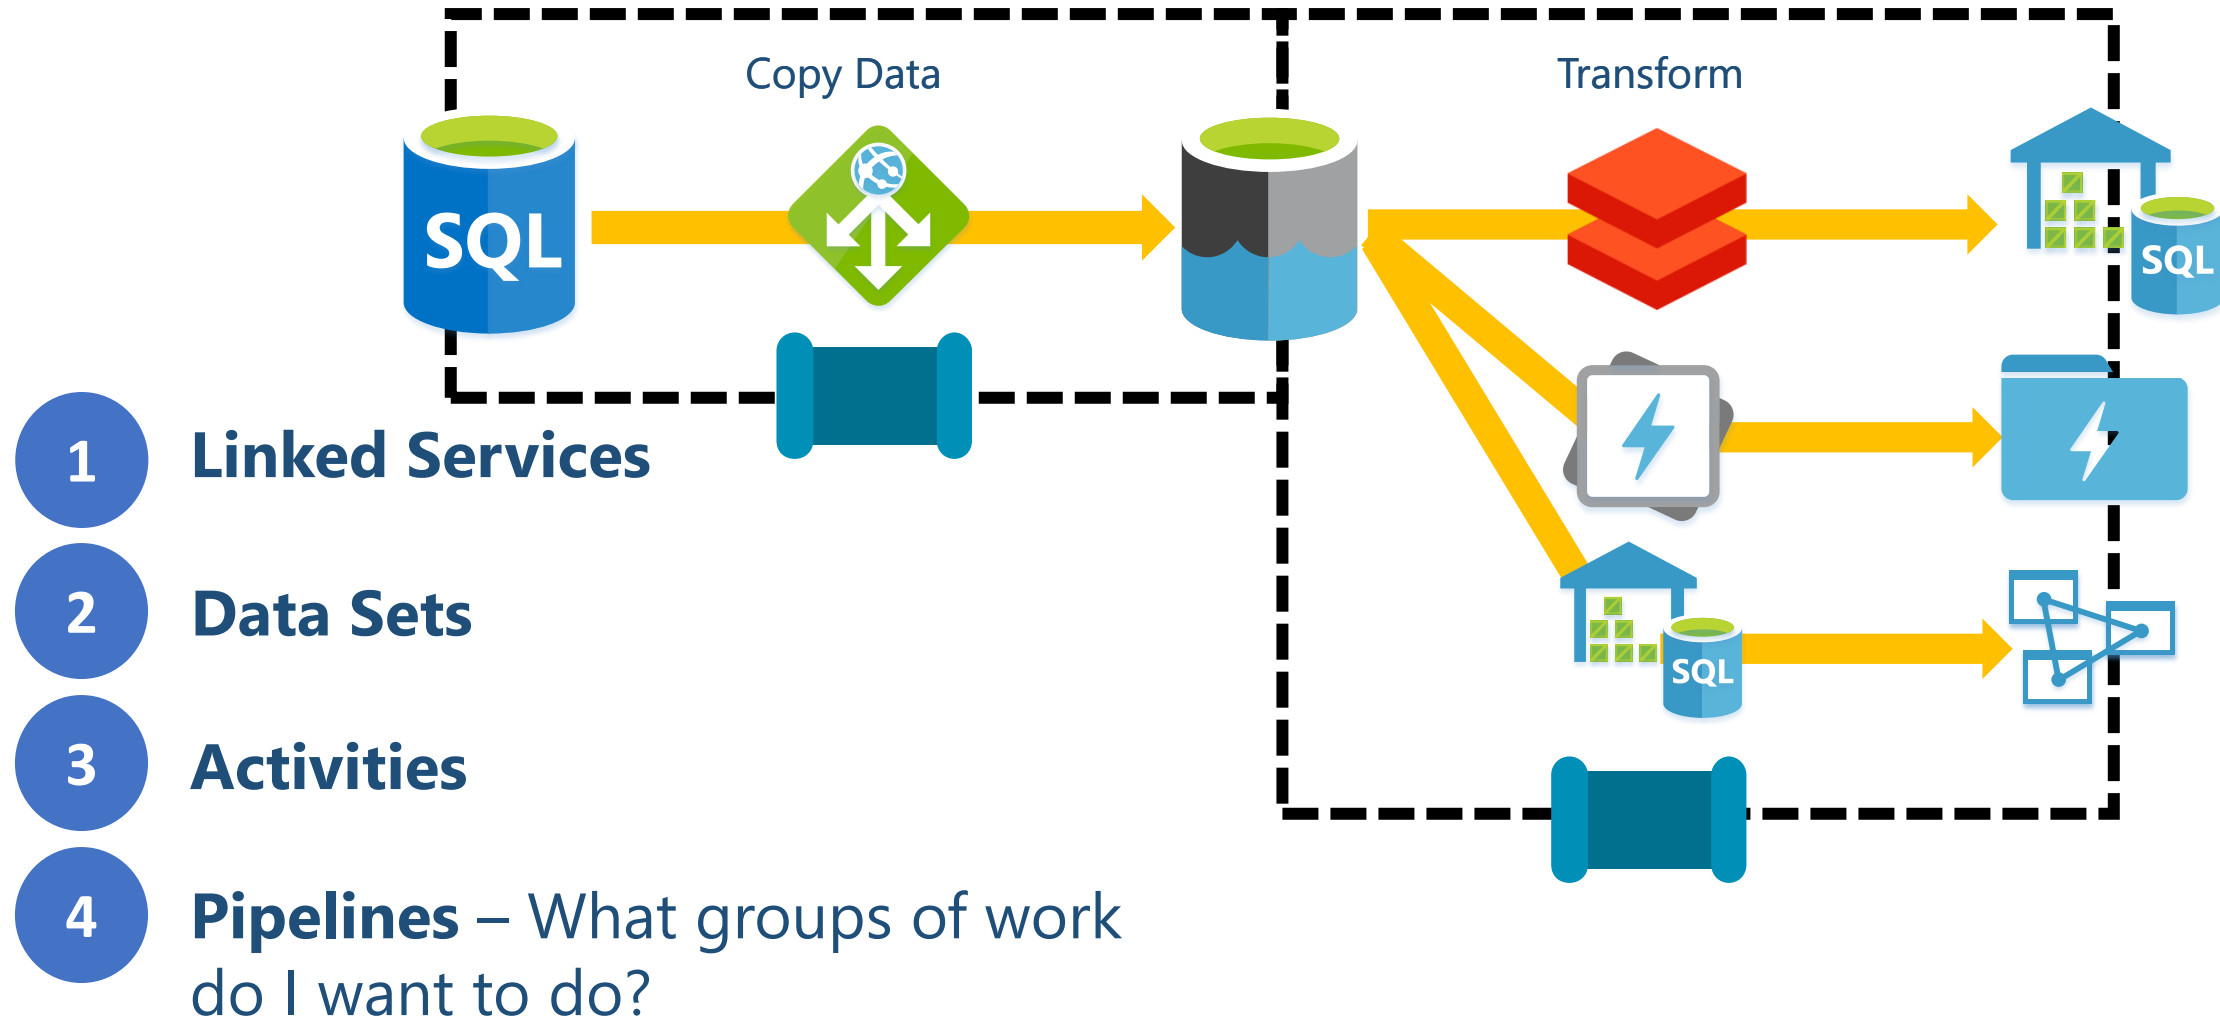 Copy Data
Transform
SQL
SQL
1 Linked Services
SQL
2 Data Sets
3 Activities
4 Pipelines – What groups of work
do I want to do?